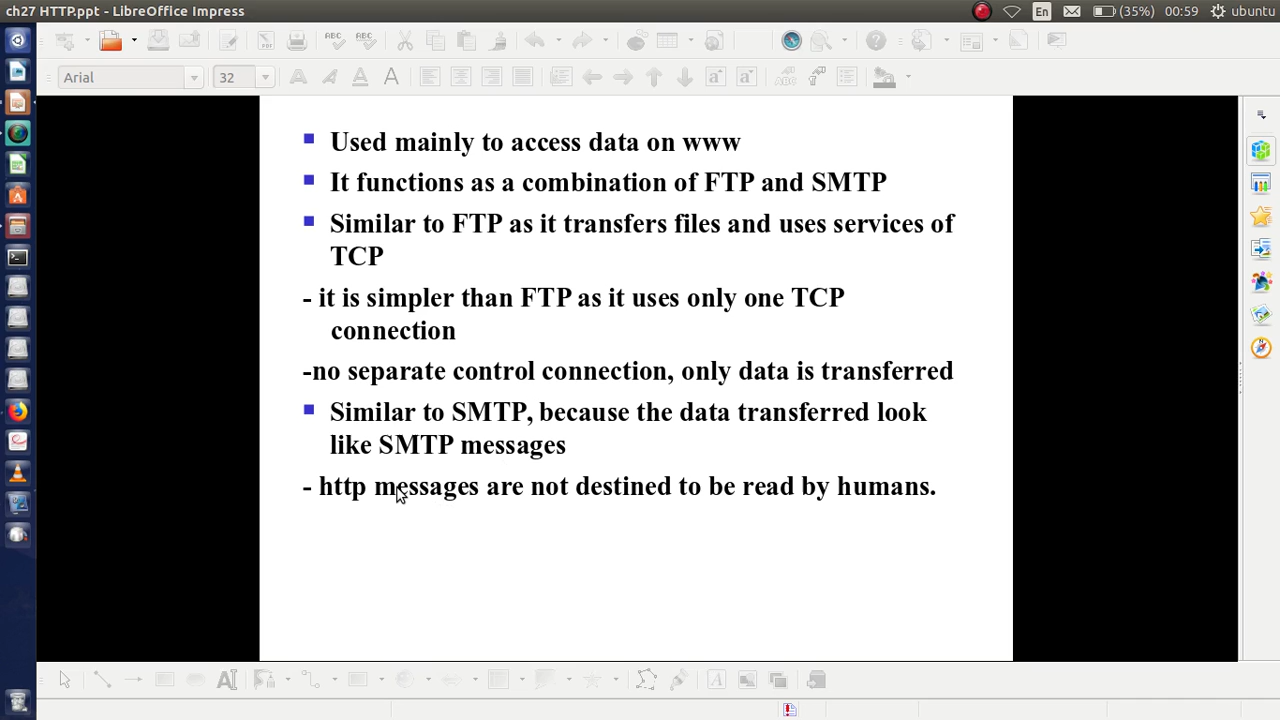 ch27 HTTP.ppt - LibreOffice Impress
En (35%) 00:59 ubuntu
Arial 32
Used mainly to access data on www
It functions as a combination of FTP and SMTP
Similar to FTP as it transfers files and uses services of
TCP
- it is simpler than FTP as it uses only one TCP
connection
-no separate control connection, only data is transferred
Similar to SMTP, because the data transferred look
like SMTP messages
- http messages are not destined to be read by humans.